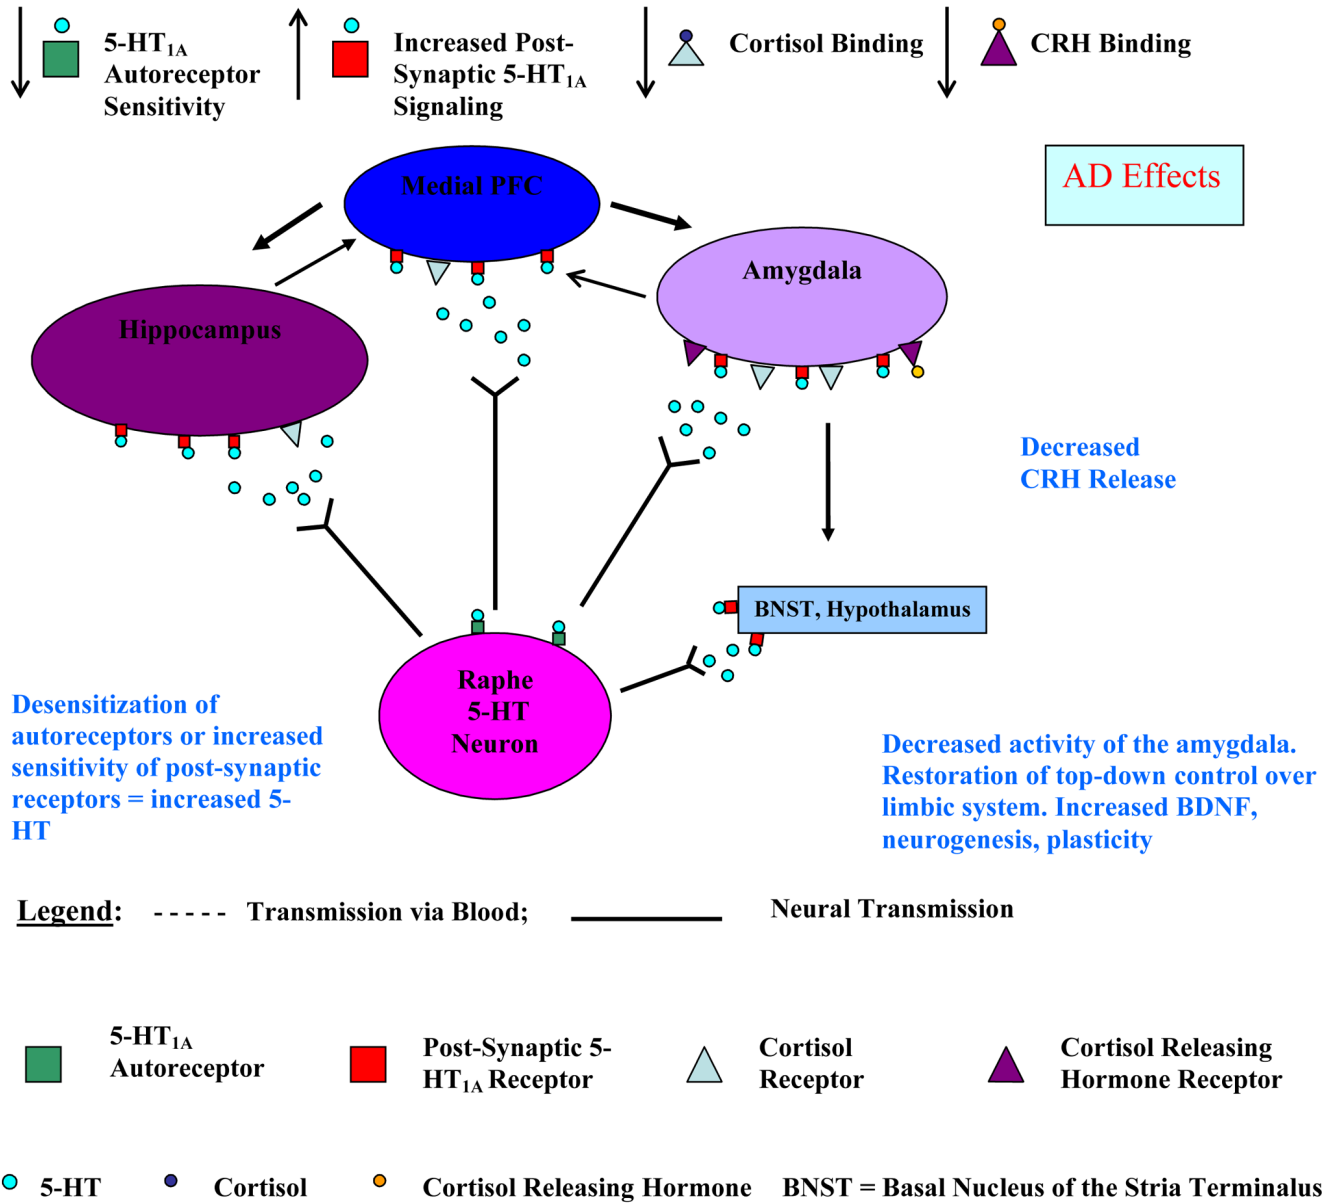 5-HT1A
Autoreceptor
Sensitivity
Increased Post-
Synaptic 5-HT1A
Signaling
Cortisol Binding
CRH Binding
AD Effects
Medial PFC
Amygdala
Hippocampus
Decreased
CRH Release
BNST, Hypothalamus
Raphe
5-HT
Neuron
Desensitization of
autoreceptors or increased
sensitivity of post-synaptic
receptors = increased 5-
HT
Decreased activity of the amygdala.
Restoration of top-down control over
limbic system. Increased BDNF,
neurogenesis, plasticity
Legend: - - - - - Transmission via Blood; Neural Transmission
5-HT1A
Autoreceptor
Post-Synaptic 5-
HT1A Receptor
Cortisol
Receptor
Cortisol Releasing
Hormone Receptor
5-HT Cortisol Cortisol Releasing Hormone BNST = Basal Nucleus of the Stria Terminalus